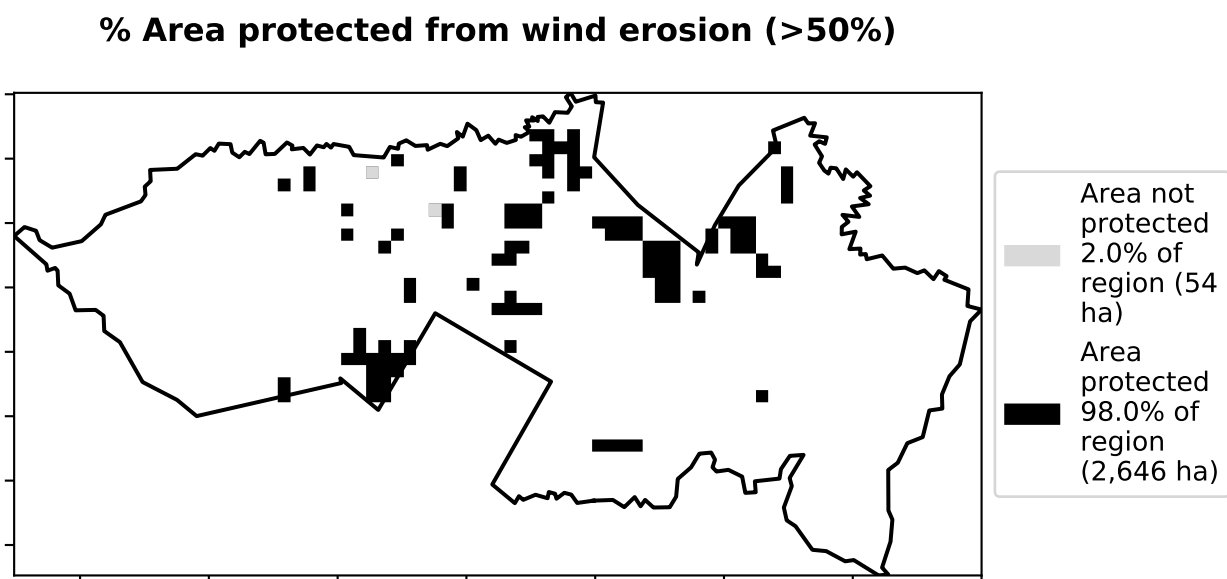 % Area protected from wind erosion (>50%)
Area not
protected
2.0% of
region (54
ha)
Area
protected
98.0% of
region
(2,646 ha)